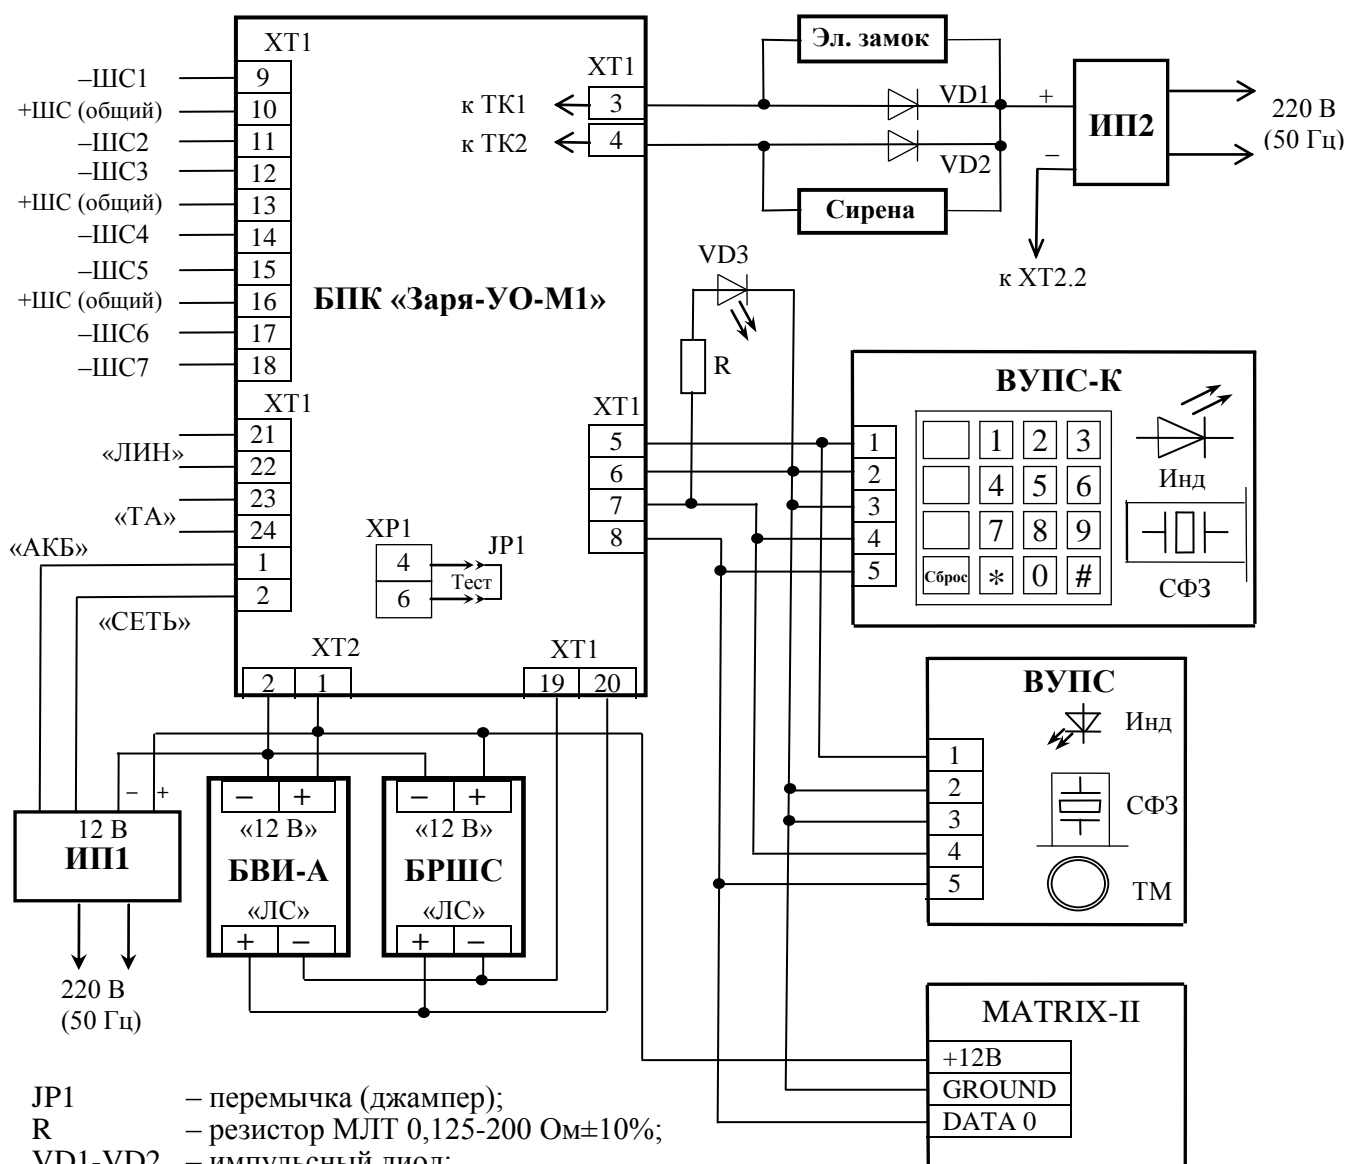 XT1
–ШС1
9
+ШС (общий)
10
–ШС2
11
–ШС3
12
+ШС (общий)
13
–ШС4
14
–ШС5
15
+ШС (общий)
16
–ШС6
17
–ШС7
18
XT1
21
«ЛИН»
22
23
«ТА»
24
«АКБ»
1
2
«СЕТЬ»
БПК «Заря-УО-М1»
XT1
к ТК1
3
к ТК2
4
Эл. замок
VD1
VD2
Сирена
+
–
ИП2
220 В
(50 Гц)
к XT2.2
VD3
R
XT1
5
6
7
8
XP1
4
6
JP1
Тест
ВУПС-К
1
2
3
4
5
1 2 3
4 5 6
7 8 9
Сброс * 0 #
Инд
СФЗ
XT2
2 1
XT1
19 20
ВУПС
1
2
3
4
5
Инд
СФЗ
ТМ
– +
12 В
ИП1
220 В
(50 Гц)
– +
«12 В»
БВИ-А
«ЛС»
+ –
– +
«12 В»
БРШС
«ЛС»
+ –
MATRIX-II
+12В
GROUND
DATA 0
JP1 – перемычка (джампер);
R – резистор МЛТ 0,125-200 Ом±10%;
VD1-VD2 – импульсный диод;